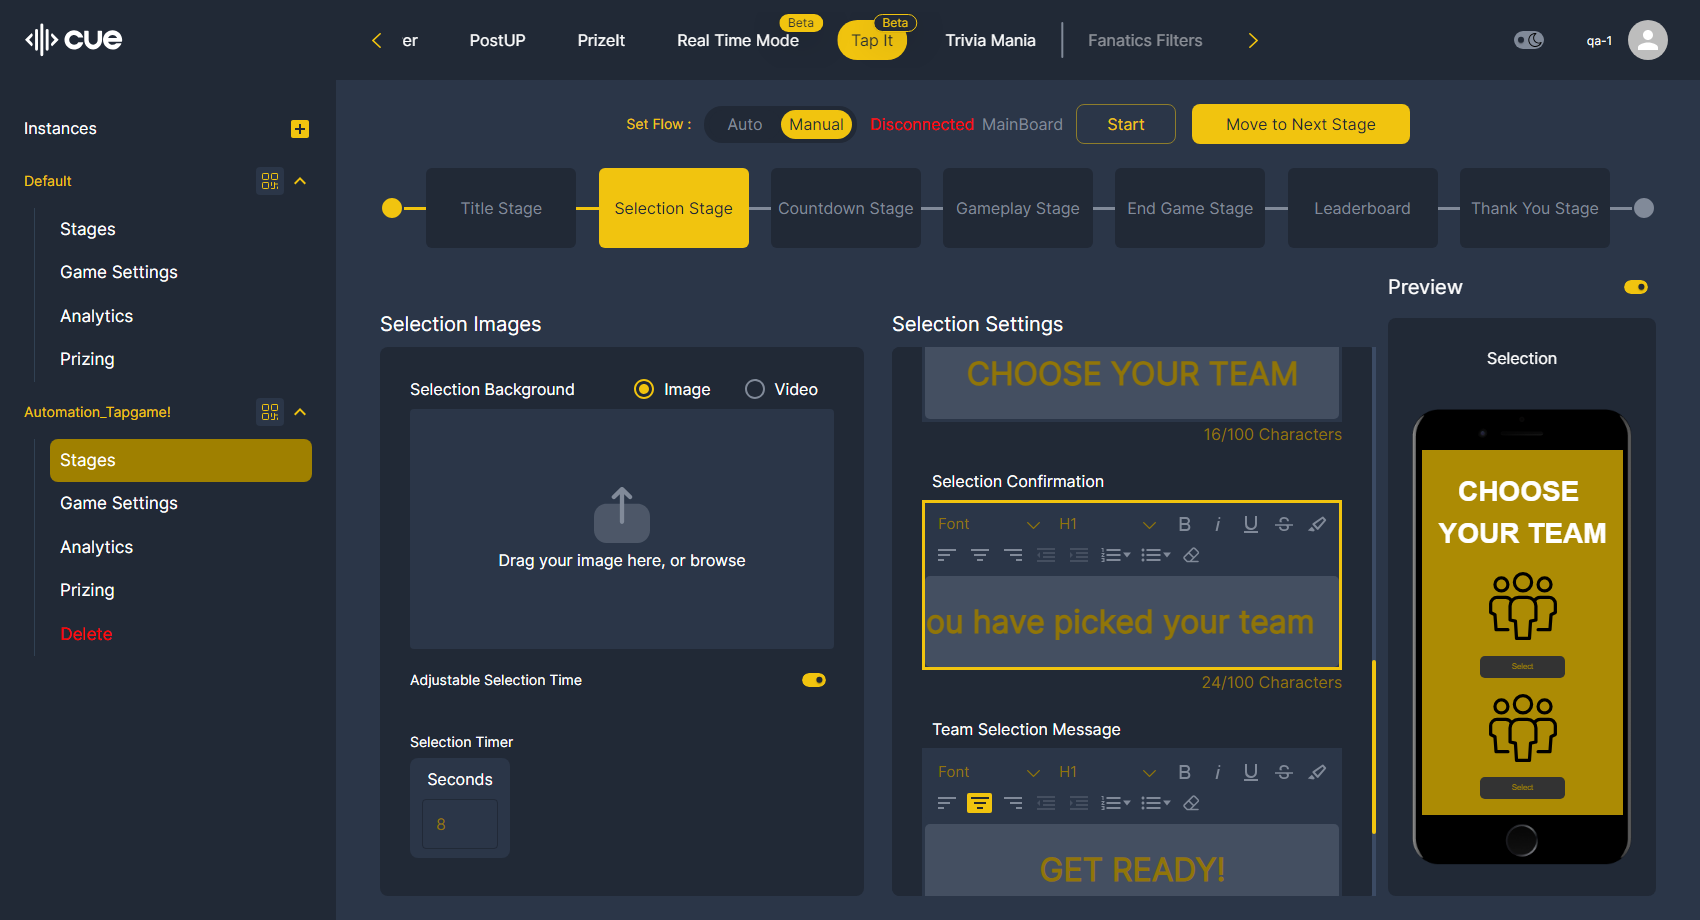 cue
er
PostUP
PrizeIt
Real Time Mode
Beta
Tap It
Beta
Trivia Mania
Fanatics Filters
qa-1
Instances
Default
Stages
Game Settings
Analytics
Prizing
Automation_Tapgame!
Stages
Game Settings
Analytics
Prizing
Delete
Set Flow :
Auto
Manual
Disconnected MainBoard
Start
Move to Next Stage
Title Stage
Selection Stage
Countdown Stage
Gameplay Stage
End Game Stage
Leaderboard
Thank You Stage
Selection Images
Selection Background
Image
Video
Drag your image here, or browse
Adjustable Selection Time
Selection Timer
Seconds
8
Selection Settings
CHOOSE YOUR TEAM
16/100 Characters
Selection Confirmation
Font
H1
B
i
U
S
ou have picked your team
24/100 Characters
Team Selection Message
Font
H1
B
i
U
S
GET READY!
Preview
Selection
CHOOSE
YOUR TEAM
Select
Select